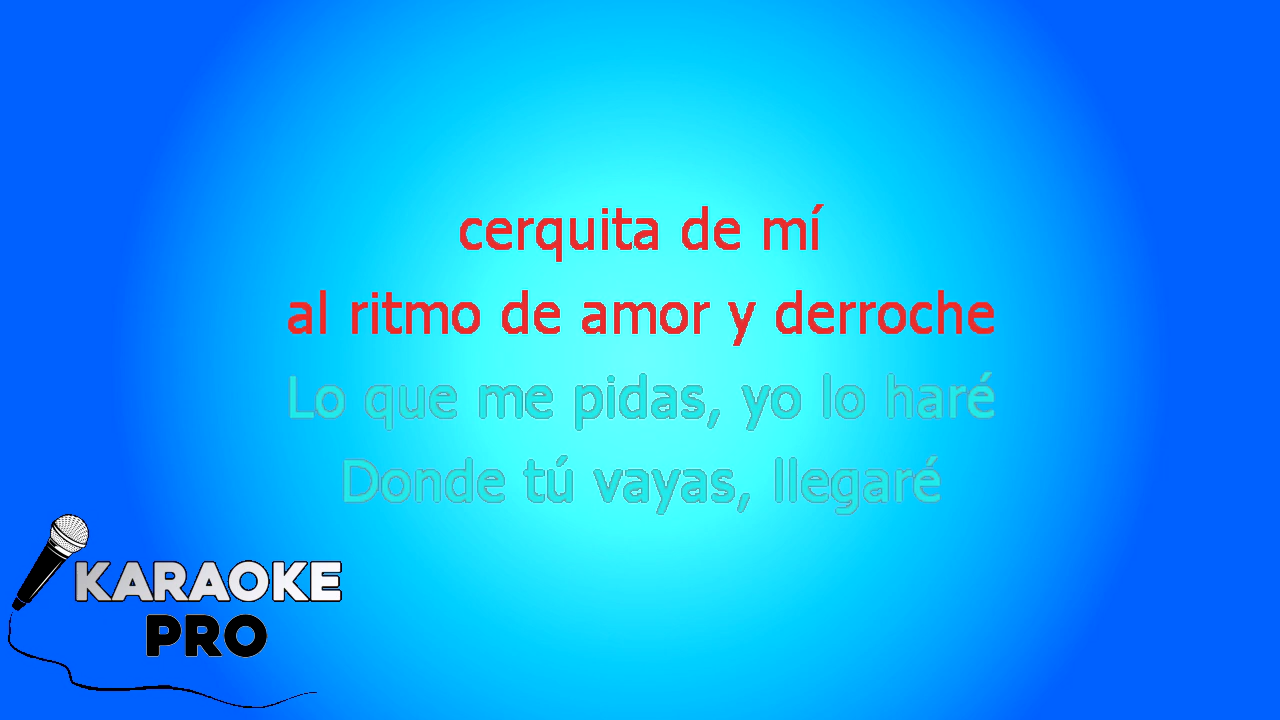 cerquita de mí
al ritmo de amor y derroche
Lo que me pidas, yo lo haré
Donde tú vayas, llegaré
KARAOKE
PRO